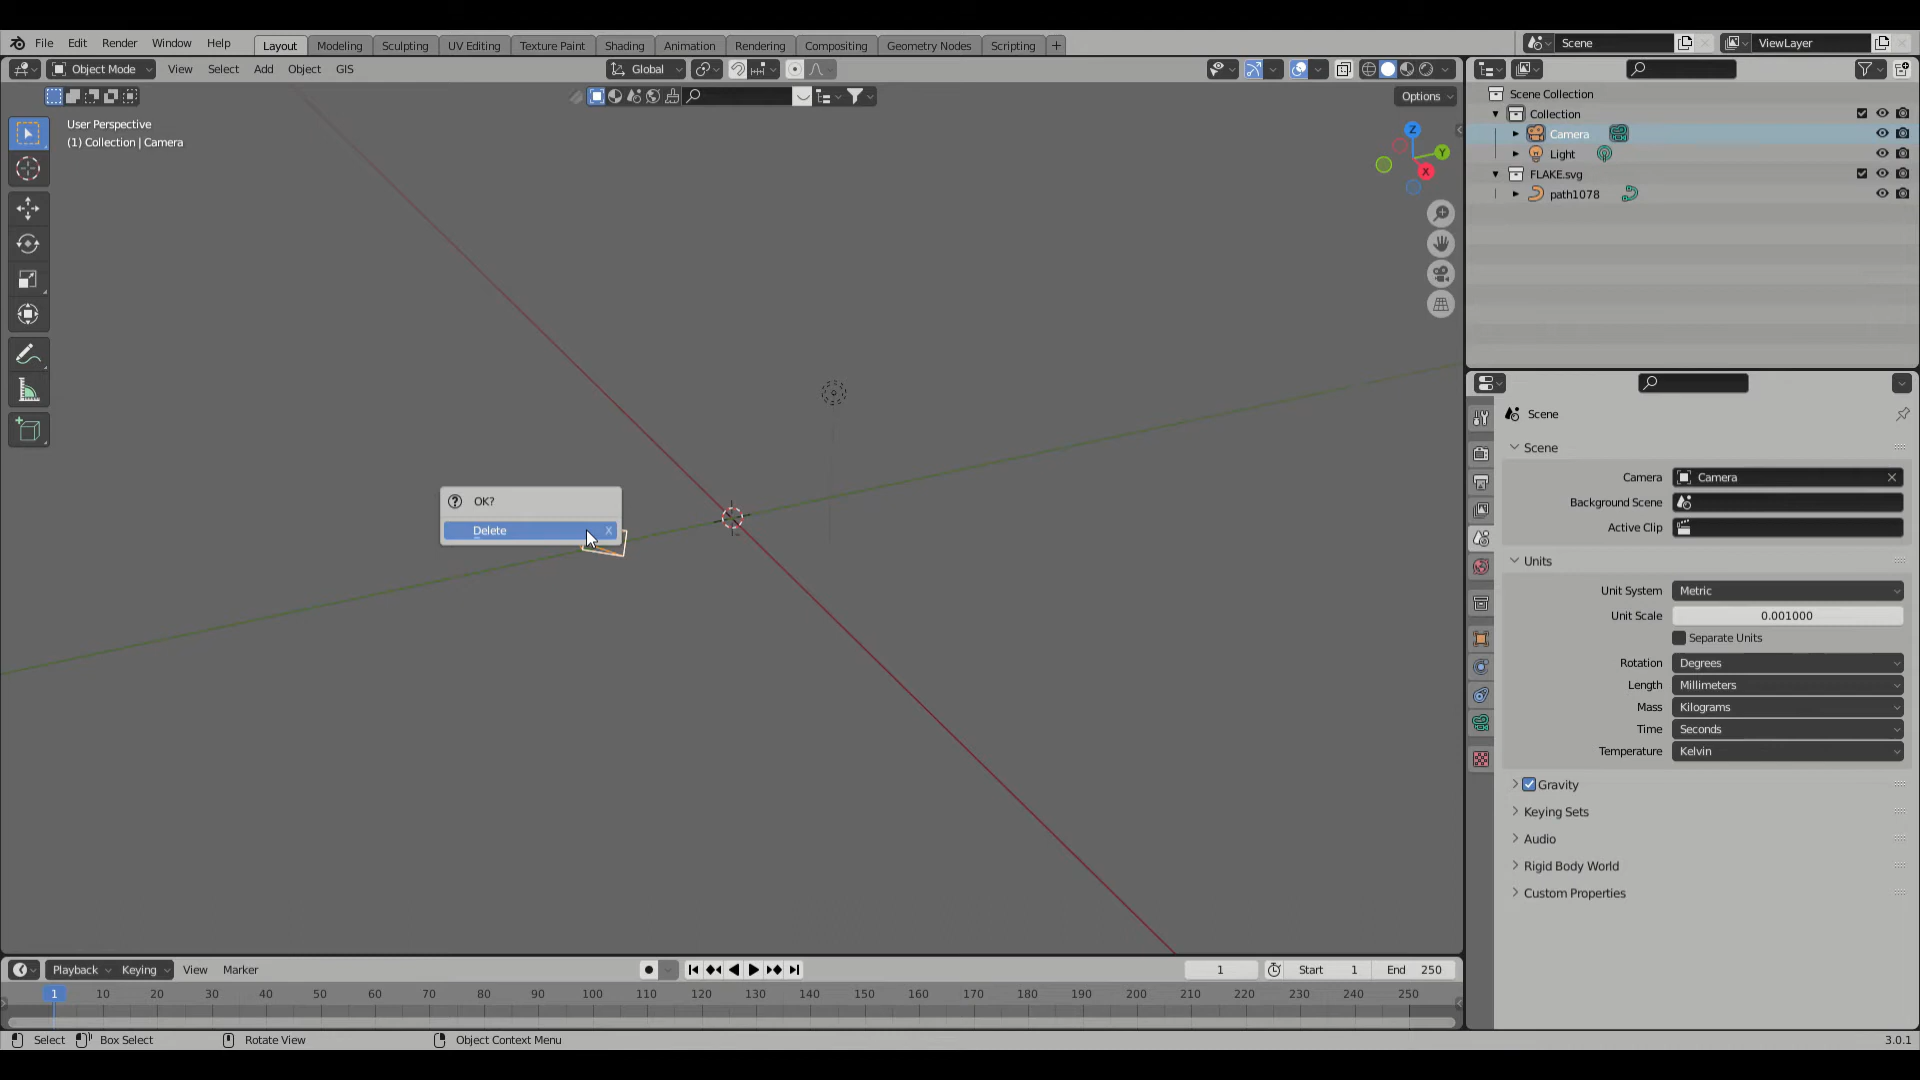 File Edit Render Window Help Layout Modeling Sculpting UV Editing Texture Paint Shading Animation Rendering Compositing Geometry Nodes Scripting + Scene ViewLayer
Object Mode View Select Add Object GIS Global
Options
User Perspective
(1) Collection | Camera
Z
Y
X
Scene Collection
Collection
Camera
Light
FLAKE.svg
path1078
OK?
Delete X
Scene
Scene
Camera Camera
Background Scene
Active Clip
Units
Unit System Metric
Unit Scale 0.001000
Separate Units
Rotation Degrees
Length Millimeters
Mass Kilograms
Time Seconds
Temperature Kelvin
Gravity
Keying Sets
Audio
Rigid Body World
Custom Properties
Playback Keying View Marker 1 Start 1 End 250
1 10 20 30 40 50 60 70 80 90 100 110 120 130 140 150 160 170 180 190 200 210 220 230 240 250
Select Box Select Rotate View Object Context Menu 3.0.1